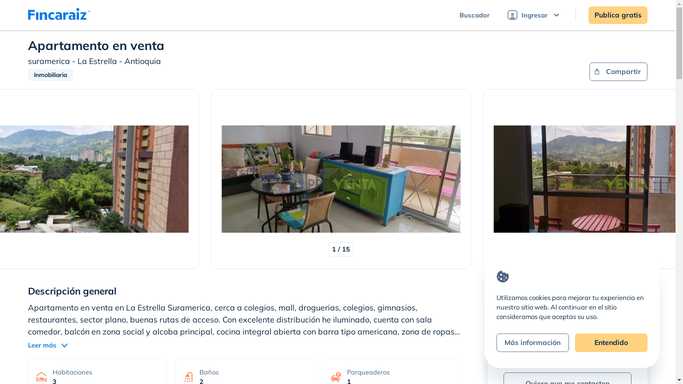 Fincaraiz
Buscador
Ingresar
Publica gratis
Apartamento en venta
suramerica - La Estrella - Antioquia
Inmobiliaria
Compartir
VENTA
1 / 15
Descripción general
Apartamento en venta en La Estrella Suramerica, cerca a colegios, mall, droguerias, colegios, gimnasios,
restaurantes, sector plano, buenas rutas de acceso. Con excelente distribución he iluminado, cuenta con sala
comedor, balcón en zona social y alcoba principal, cocina integral abierta con barra tipo americana, zona de ropas...
Leer más
Habitaciones
3
Baños
2
Parqueaderos
1
Utilizamos cookies para mejorar tu experiencia en
nuestro sitio web. Al continuar en el sitio
consideramos que aceptas su uso.
Más información
Entendido
Quiero que me contacten